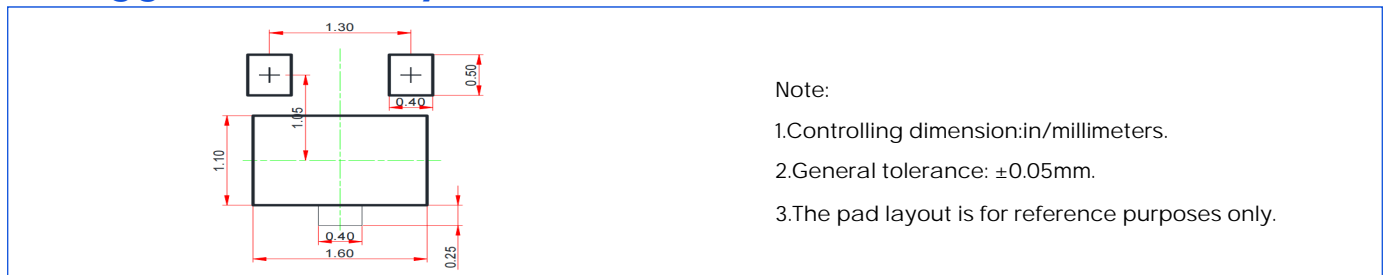 1.30
0.50
0.40
1.05
1.10
0.40
0.25
1.60
Note:
1.Controlling dimension:in/millimeters.
2.General tolerance: ±0.05mm.
3.The pad layout is for reference purposes only.